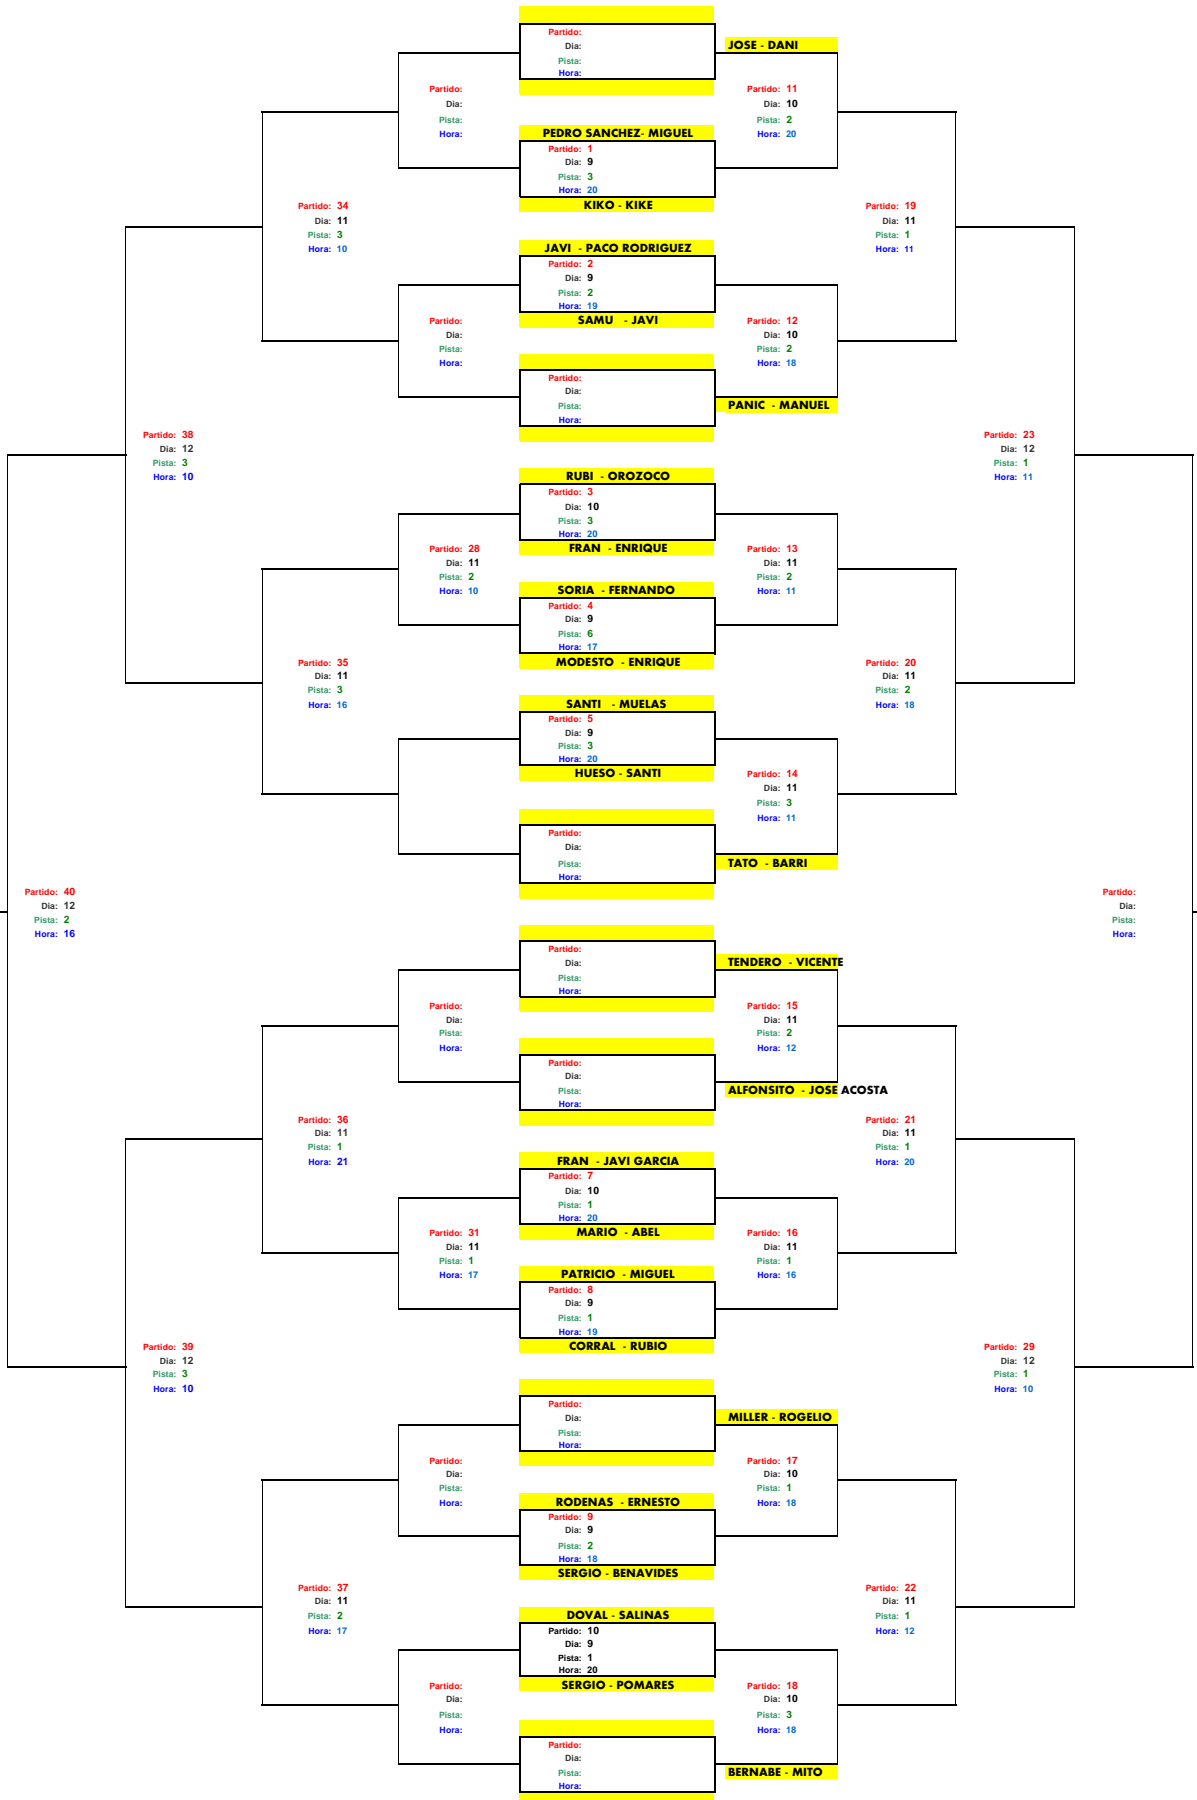 Partido:
Dia:
Pista:
Hora:
JOSE - DANI
Partido:
Dia:
Pista:
Hora:
Partido: 11
Dia: 10
Pista: 2
Hora: 20
PEDRO SANCHEZ- MIGUEL
Partido: 1
Dia: 9
Pista: 3
Hora: 20
KIKO - KIKE
Partido: 34
Dia: 11
Pista: 3
Hora: 10
Partido: 19
Dia: 11
Pista: 1
Hora: 11
JAVI - PACO RODRIGUEZ
Partido: 2
Dia: 9
Pista: 2
Hora: 19
SAMU - JAVI
Partido:
Dia:
Pista:
Hora:
Partido: 12
Dia: 10
Pista: 2
Hora: 18
Partido:
Dia:
Pista:
Hora:
PANIC - MANUEL
Partido: 38
Dia: 12
Pista: 3
Hora: 10
Partido: 23
Dia: 12
Pista: 1
Hora: 11
RUBI - OROZOCO
Partido: 3
Dia: 10
Pista: 3
Hora: 20
FRAN - ENRIQUE
Partido: 28
Dia: 11
Pista: 2
Hora: 10
Partido: 13
Dia: 11
Pista: 2
Hora: 11
SORIA - FERNANDO
Partido: 4
Dia: 9
Pista: 6
Hora: 17
MODESTO - ENRIQUE
Partido: 35
Dia: 11
Pista: 3
Hora: 16
Partido: 20
Dia: 11
Pista: 2
Hora: 18
SANTI - MUELAS
Partido: 5
Dia: 9
Pista: 3
Hora: 20
HUESO - SANTI
Partido: 14
Dia: 11
Pista: 3
Hora: 11
Partido:
Dia:
Pista:
Hora:
TATO - BARRI
Partido: 40
Dia: 12
Pista: 2
Hora: 16
Partido:
Dia:
Pista:
Hora:
Partido:
Dia:
Pista:
Hora:
TENDERO - VICENTE
Partido:
Dia:
Pista:
Hora:
Partido: 15
Dia: 11
Pista: 2
Hora: 12
Partido:
Dia:
Pista:
Hora:
ALFONSITO - JOSE ACOSTA
Partido: 36
Dia: 11
Pista: 1
Hora: 21
Partido: 21
Dia: 11
Pista: 1
Hora: 20
FRAN - JAVI GARCIA
Partido: 7
Dia: 10
Pista: 1
Hora: 20
MARIO - ABEL
Partido: 31
Dia: 11
Pista: 1
Hora: 17
Partido: 16
Dia: 11
Pista: 1
Hora: 16
PATRICIO - MIGUEL
Partido: 8
Dia: 9
Pista: 1
Hora: 19
CORRAL - RUBIO
Partido: 39
Dia: 12
Pista: 3
Hora: 10
Partido: 29
Dia: 12
Pista: 1
Hora: 10
Partido:
Dia:
Pista:
Hora:
MILLER - ROGELIO
Partido:
Dia:
Pista:
Hora:
Partido: 17
Dia: 10
Pista: 1
Hora: 18
RODENAS - ERNESTO
Partido: 9
Dia: 9
Pista: 2
Hora: 18
SERGIO - BENAVIDES
Partido: 37
Dia: 11
Pista: 2
Hora: 17
Partido: 22
Dia: 11
Pista: 1
Hora: 12
DOVAL - SALINAS
Partido: 10
Dia: 9
Pista: 1
Hora: 20
SERGIO - POMARES
Partido:
Dia:
Pista:
Hora:
Partido: 18
Dia: 10
Pista: 3
Hora: 18
Partido:
Dia:
Pista:
Hora:
BERNABE - MITO